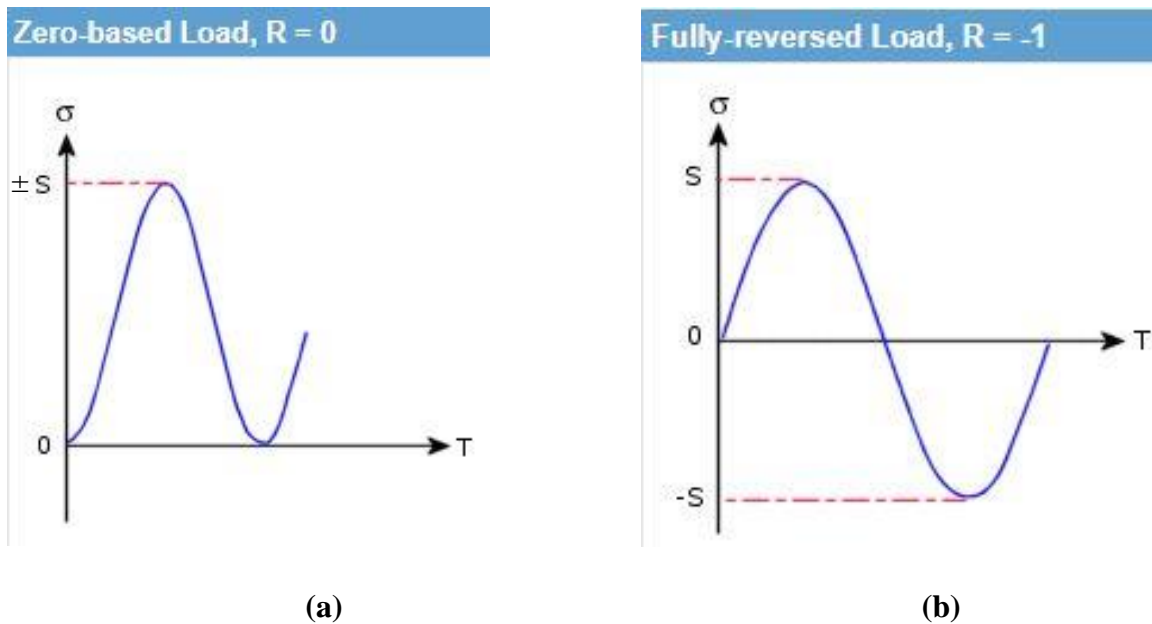 Zero-based Load, R = 0
σ
± S
0
T
(a)
Fully-reversed Load, R = -1
σ
S
0
T
-S
(b)